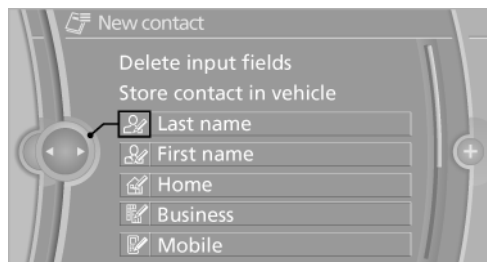 New contact
Delete input fields
Store contact in vehicle
Last name
First name
Home
Business
Mobile